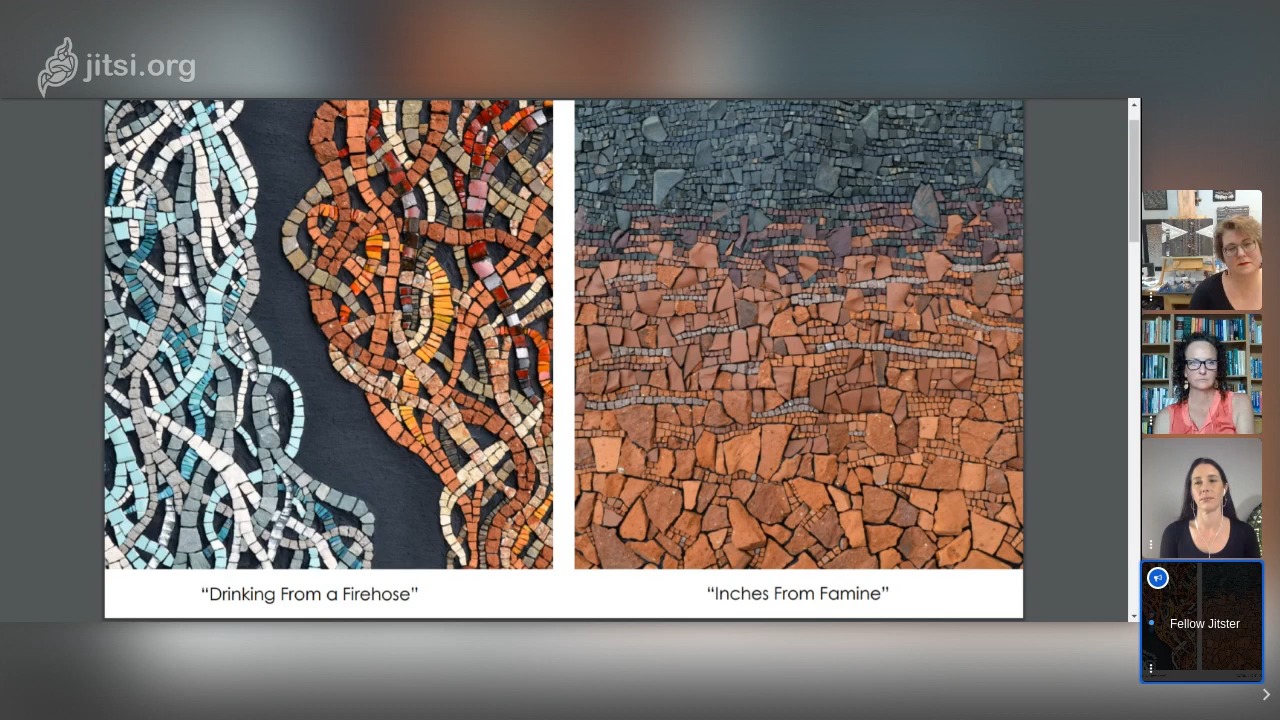 jitsi.org
“Drinking From a Firehose”
“Inches From Famine”
Fellow Jitster